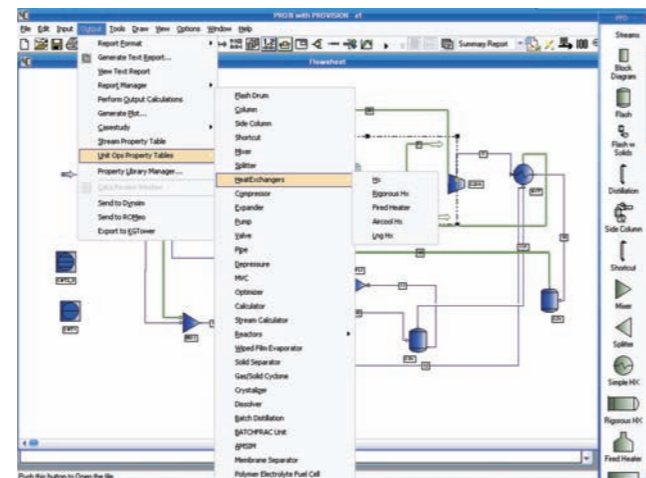 PRO/II with PROVISION - e1
File Edit Input Output Tools Draw View Options Window Help
Summary Report
Flowsheet
Report Format
Generate Text Report...
View Text Report
Report Manager
Perform Output Calculations
Generate Plot...
Casestudy
Stream Property Table
Unit Ops Property Tables
Property Library Manager...
Data Review Window
Send to Dynsim
Send to ROMeo
Export to KGTower
Flash Drum
Column
Side Column
Shortcut
Mixer
Splitter
HeatExchangers
Compressor
Expander
Pump
Valve
Pipe
Depressure
MVC
Optimizer
Calculator
Stream Calculator
Reactors
Wiped Film Evaporator
Solid Separator
Gas/Solid Cyclone
Crystalizer
Dissolver
Batch Distillation
BATCHFRAC Unit
AMSIM
Membrane Separator
Polymer Electrolyte Fuel Cell
Hx
Rigorous Hx
Fired Heater
Aircool Hx
Lng Hx
Streams
Block
Diagram
Flash
Flash w
Solids
Distillation
Side Column
Shortcut
Mixer
Splitter
Simple HX
Rigorous HX
Fired Heater
Push this button to Open the file